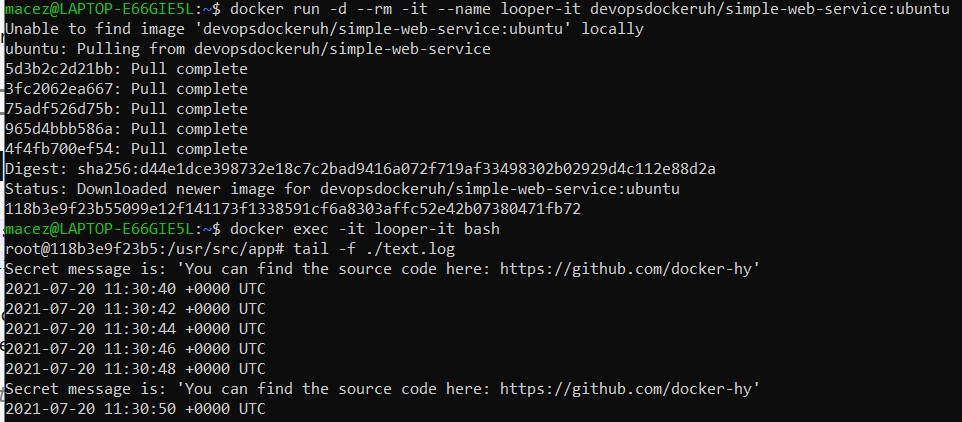 macez@LAPTOP-E66GIE5L:~$ docker run -d --rm -it --name looper-it devopsdockeruh/simple-web-service:ubuntu
Unable to find image 'devopsdockeruh/simple-web-service:ubuntu' locally
ubuntu: Pulling from devopsdockeruh/simple-web-service
5d3b2c2d21bb: Pull complete
3fc2062ea667: Pull complete
75adf526d75b: Pull complete
965d4bbb586a: Pull complete
4f4fb700ef54: Pull complete
Digest: sha256:d44e1dce398732e18c7c2bad9416a072f719af33498302b02929d4c112e88d2a
Status: Downloaded newer image for devopsdockeruh/simple-web-service:ubuntu
118b3e9f23b55099e12f141173f1338591cf6a8303affc52e42b07380471fb72
macez@LAPTOP-E66GIE5L:~$ docker exec -it looper-it bash
root@118b3e9f23b5:/usr/src/app# tail -f ./text.log
Secret message is: 'You can find the source code here: https://github.com/docker-hy'
2021-07-20 11:30:40 +0000 UTC
2021-07-20 11:30:42 +0000 UTC
2021-07-20 11:30:44 +0000 UTC
2021-07-20 11:30:46 +0000 UTC
2021-07-20 11:30:48 +0000 UTC
Secret message is: 'You can find the source code here: https://github.com/docker-hy'
2021-07-20 11:30:50 +0000 UTC